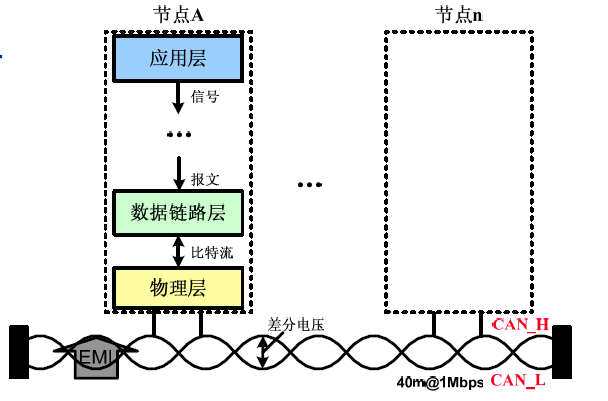 节点A
节点n
应用层
信号
...
报文
...
数据链路层
比特流
物理层
差分电压
CAN_H
EMI
40m@1Mbps
CAN_L